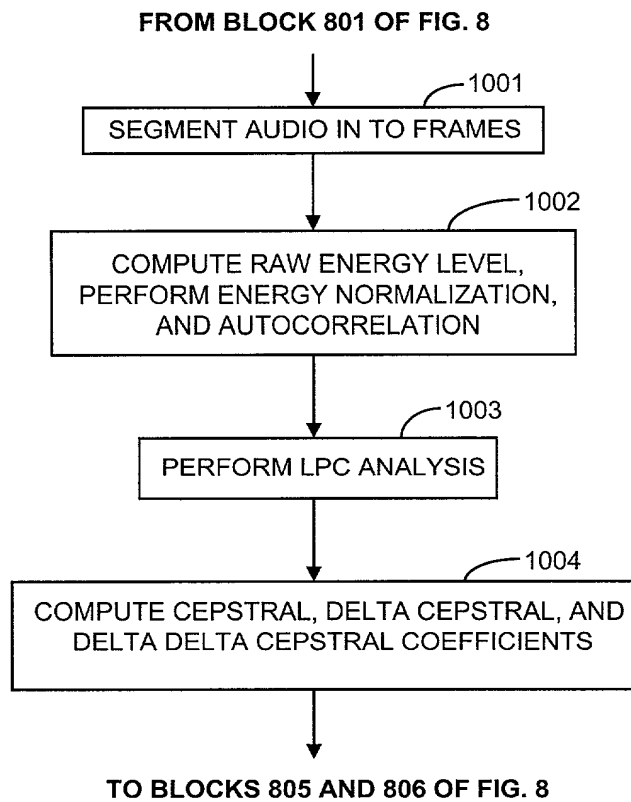 FROM BLOCK 801 OF FIG. 8
1001
SEGMENT AUDIO IN TO FRAMES
1002
COMPUTE RAW ENERGY LEVEL,
PERFORM ENERGY NORMALIZATION,
AND AUTOCORRELATION
1003
PERFORM LPC ANALYSIS
1004
COMPUTE CEPSTRAL, DELTA CEPSTRAL, AND
DELTA DELTA CEPSTRAL COEFFICIENTS
TO BLOCKS 805 AND 806 OF FIG. 8